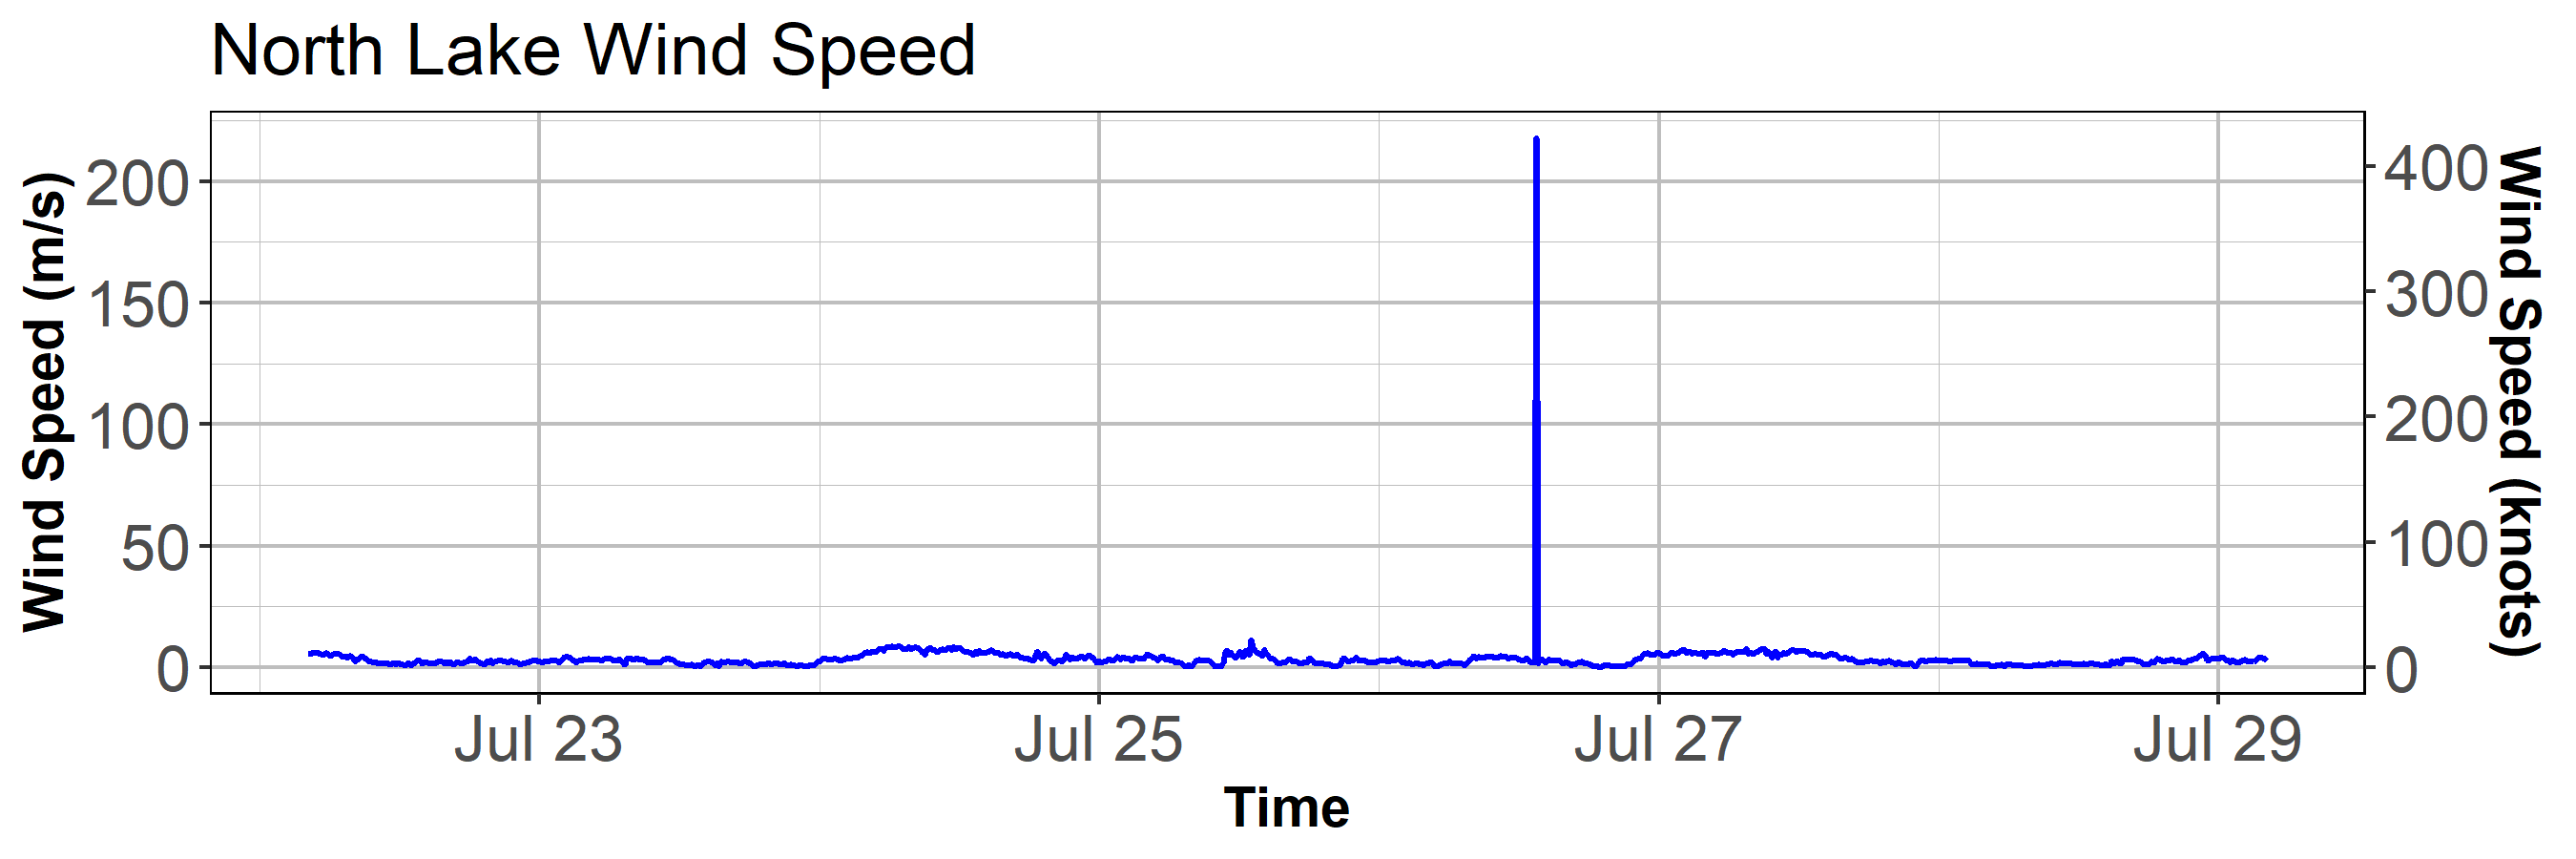 North Lake Wind Speed
Wind Speed (m/s)
200
150
100
50
0
400
300
200
100
0
Wind Speed (knots)
Jul 23 Jul 25 Jul 27 Jul 29
Time